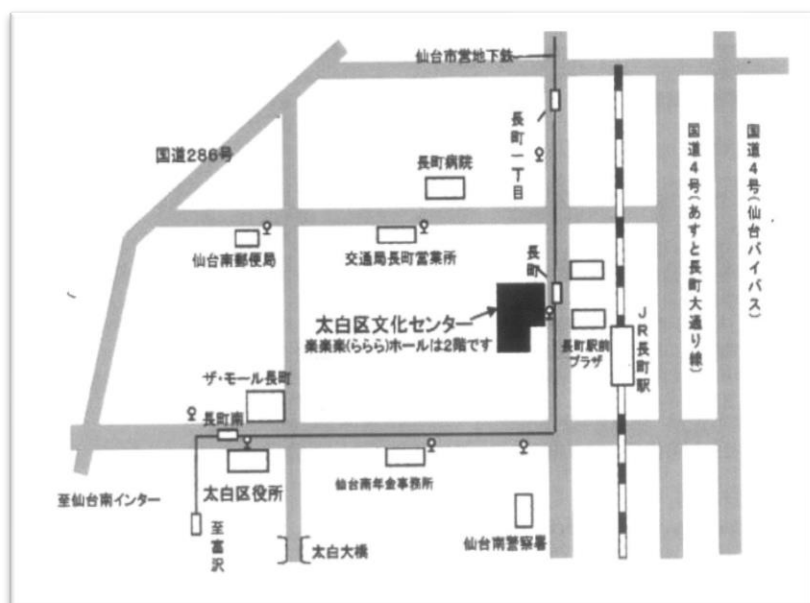 仙台市営地下鉄
長町一丁目
国道286号
長町病院
国道4号(あすと長町大通り線)
国道4号(仙台バイパス)
仙台南郵便局
交通局長町営業所
長町
太白区文化センター
楽楽楽(ららら)ホールは2階です
長町駅前
プラザ
JR長町駅
ザ・モール長町
長町南
至仙台南インター
太白区役所
仙台南年金事務所
至富沢
太白大橋
仙台南警察署